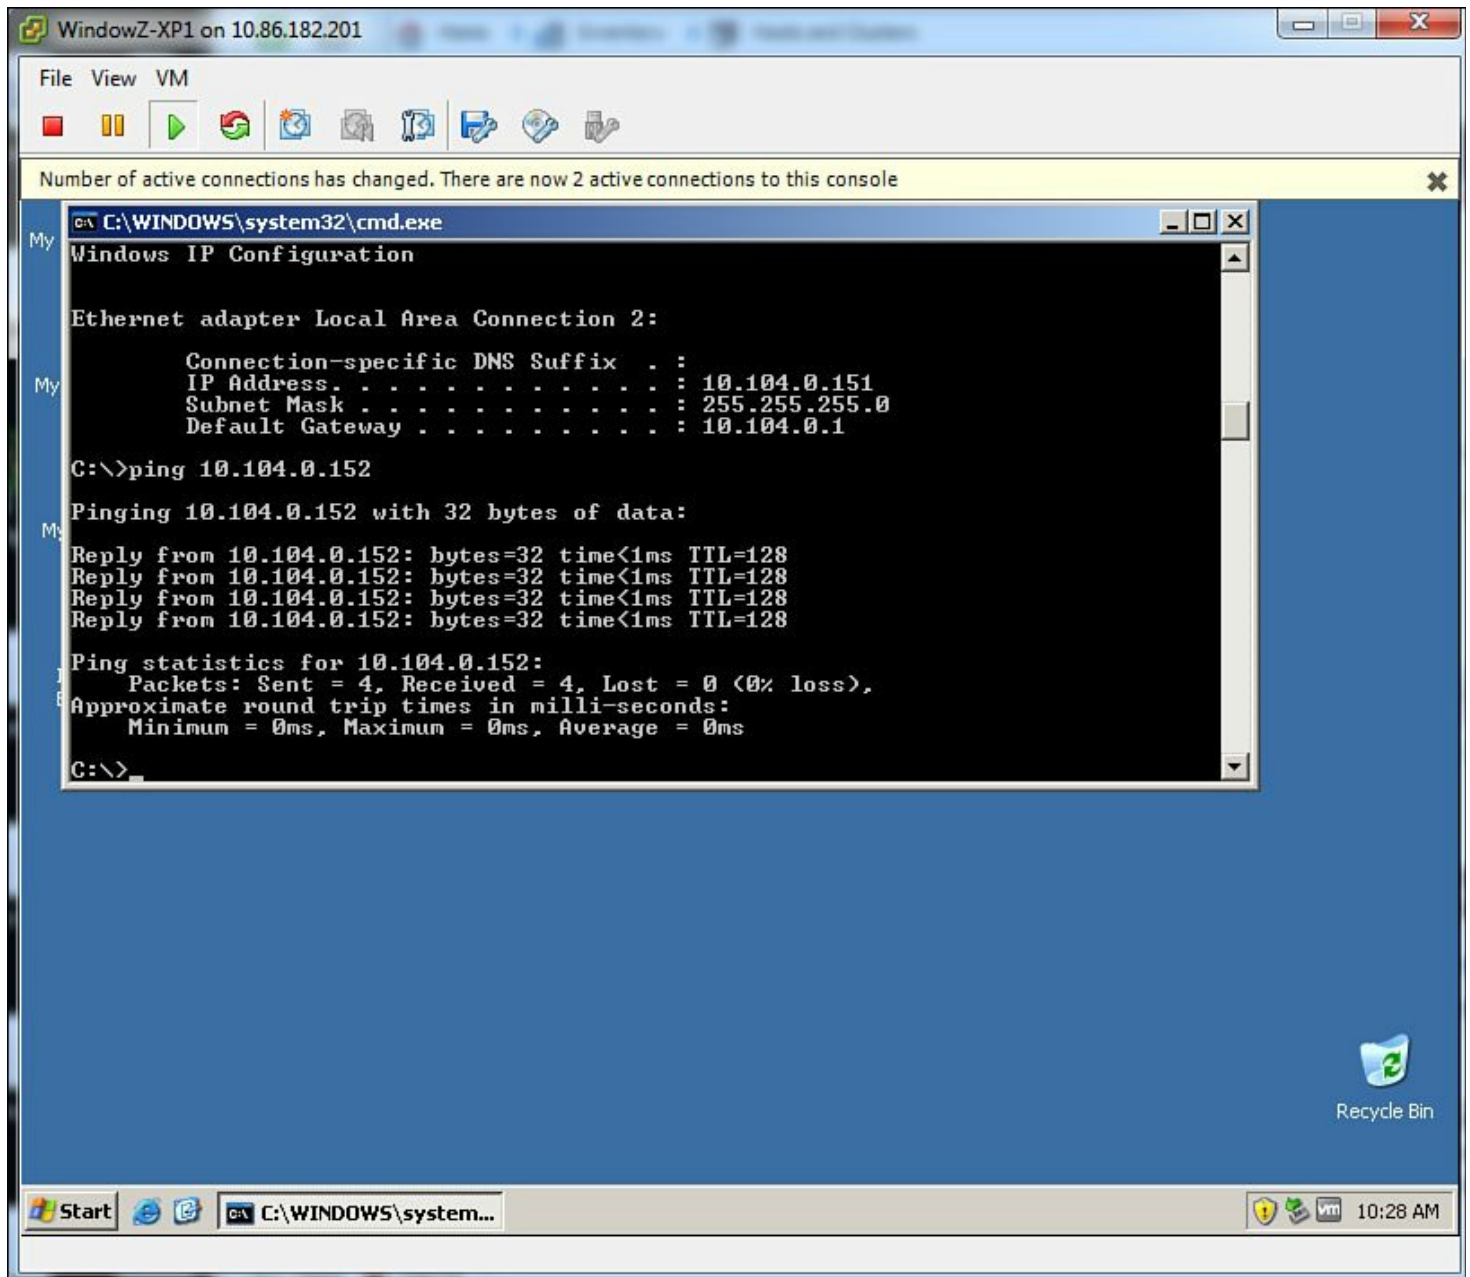 WindowZ-XP1 on 10.86.182.201
File View VM
Number of active connections has changed. There are now 2 active connections to this console
C:\WINDOWS\system32\cmd.exe
My
Windows IP Configuration
Ethernet adapter Local Area Connection 2:
Connection-specific DNS Suffix . :
My
IP Address. . . . . . . . . . . . : 10.104.0.151
Subnet Mask . . . . . . . . . . . : 255.255.255.0
Default Gateway . . . . . . . . . : 10.104.0.1
C:\>ping 10.104.0.152
Pinging 10.104.0.152 with 32 bytes of data:
My
Reply from 10.104.0.152: bytes=32 time<1ms TTL=128
Reply from 10.104.0.152: bytes=32 time<1ms TTL=128
Reply from 10.104.0.152: bytes=32 time<1ms TTL=128
Reply from 10.104.0.152: bytes=32 time<1ms TTL=128
Ping statistics for 10.104.0.152:
Packets: Sent = 4, Received = 4, Lost = 0 (0% loss),
Approximate round trip times in milli-seconds:
Minimum = 0ms, Maximum = 0ms, Average = 0ms
C:\>_
Recycle Bin
Start
C:\WINDOWS\system...
vm
10:28 AM